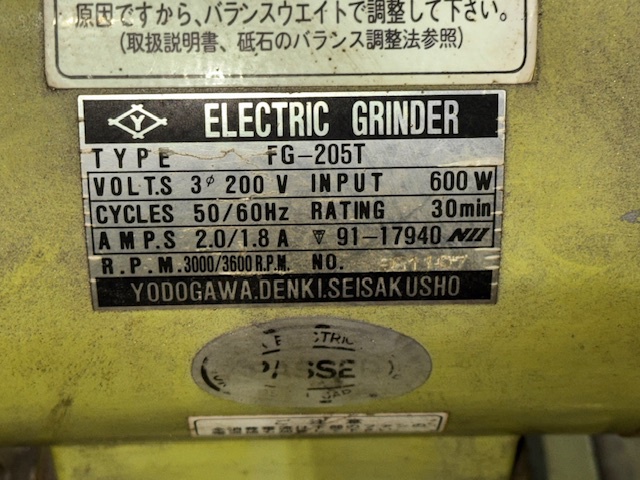 原因ですから、バランスウエイトで調整して下さい。
(取扱説明書、砥石のバランス調整法参照)
Y ELECTRIC GRINDER
TYPE FG-205T
VOLTS 3φ 200 V INPUT 600 W
CYCLES 50/60Hz RATING 30min
AMPS 2.0/1.8 A ▽ 91-17940
R.P.M. 3000/3600 R.P.M. NO.
YODOGAWA.DENKI.SEISAKUSHO